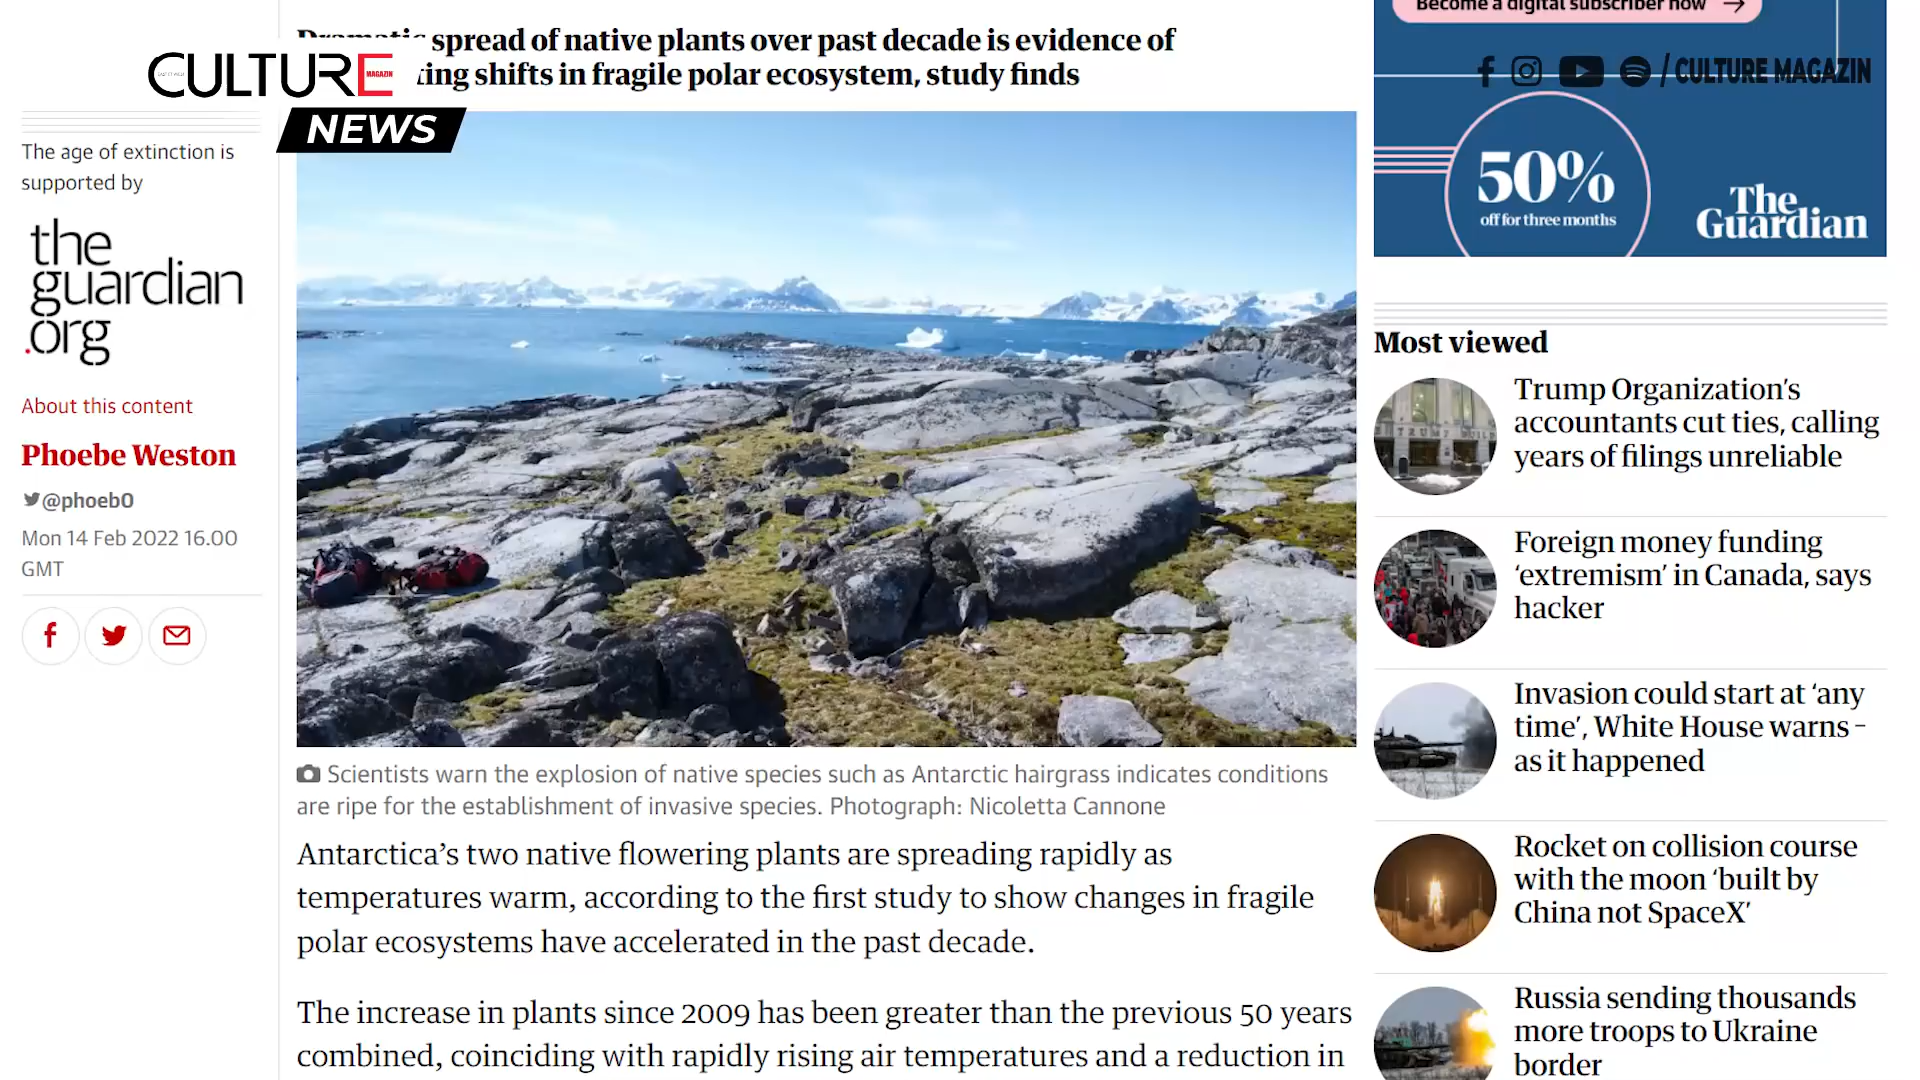 Dramatic spread of native plants over past decade is evidence of
ting shifts in fragile polar ecosystem, study finds
CULTURE
MAGAZIN
NEWS
/ CULTURE MAGAZIN
The age of extinction is
supported by
the
guardian
.org
About this content
Phoebe Weston
@phoeb0
Mon 14 Feb 2022 16.00
GMT
Scientists warn the explosion of native species such as Antarctic hairgrass indicates conditions
are ripe for the establishment of invasive species. Photograph: Nicoletta Cannone
Antarctica’s two native flowering plants are spreading rapidly as
temperatures warm, according to the first study to show changes in fragile
polar ecosystems have accelerated in the past decade.
The increase in plants since 2009 has been greater than the previous 50 years
combined, coinciding with rapidly rising air temperatures and a reduction in
Become a digital subscriber now
50%
off for three months
The
Guardian
Most viewed
Trump Organization’s
accountants cut ties, calling
years of filings unreliable
Foreign money funding
‘extremism’ in Canada, says
hacker
Invasion could start at ‘any
time’, White House warns –
as it happened
Rocket on collision course
with the moon ‘built by
China not SpaceX’
Russia sending thousands
more troops to Ukraine
border